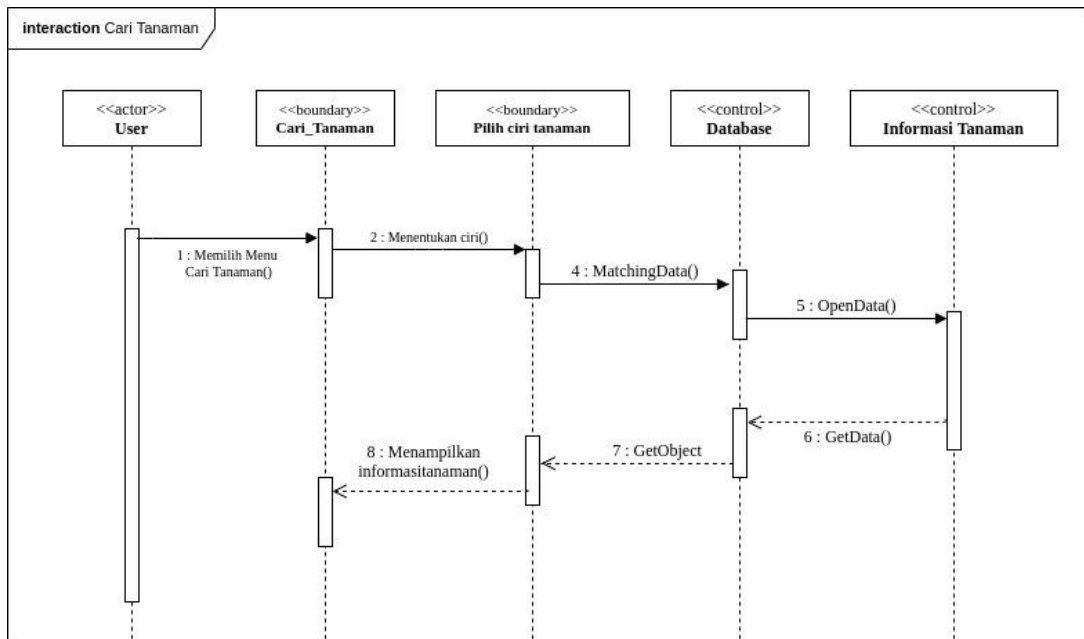 interaction Cari Tanaman
<<actor>>
User
<<boundary>>
Cari_Tanaman
<<boundary>>
Pilih ciri tanaman
<<control>>
Database
<<control>>
Informasi Tanaman
1 : Memilih Menu
Cari Tanaman()
2 : Menentukan ciri()
4 : MatchingData()
5 : OpenData()
6 : GetData()
7 : GetObject
8 : Menampilkan
informasitanaman()